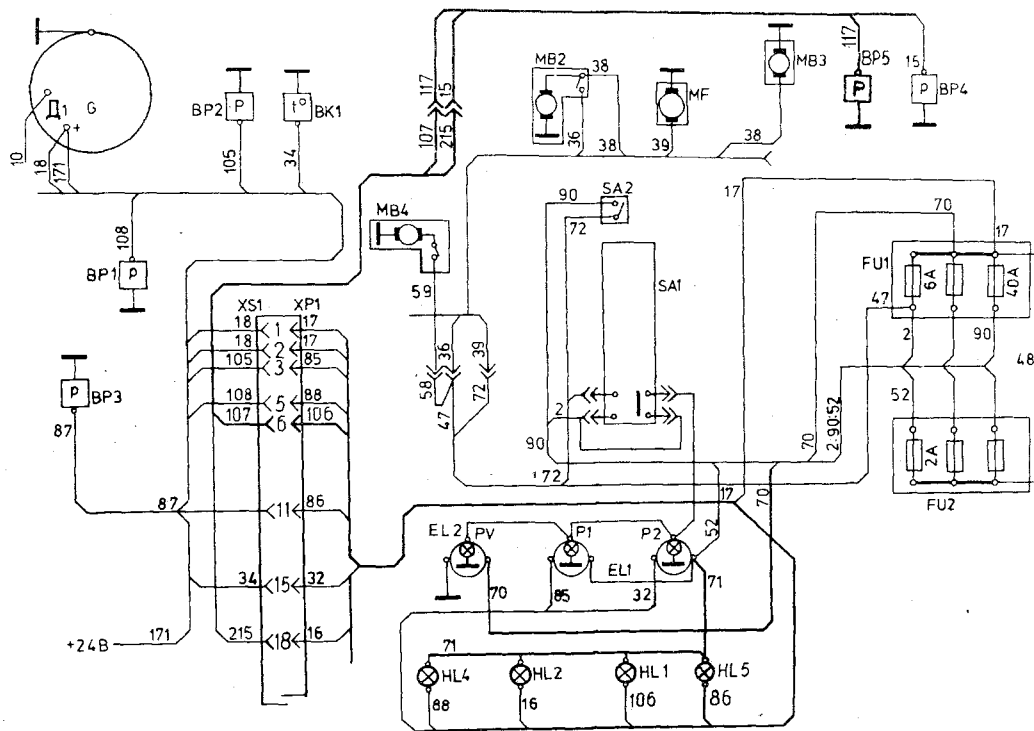 117
15
107
215
MB2
38
36
38
MF
39
MB3
38
117
BP5
P
15
P
BP4
Д1
G
+
10
18
171
P
BP2
105
t°
BK1
34
108
BP1
P
MB4
59
36
39
58
72
47
90
SA2
72
SA1
2
90
72
17
70
17
FU1
6A
40A
47
2
90
48
52
2A
FU2
70
2:90:52
70
17
52
XS1
XP1
18 1 17
18 2 17
105 3 85
108 5 88
107 6 106
P
BP3
87
87 11 86
34 15 32
215 18 16
+24В
171
EL2
PV
P1
P2
EL1
70
85
32
71
71
HL4
HL2
HL1
HL5
88
16
106
86